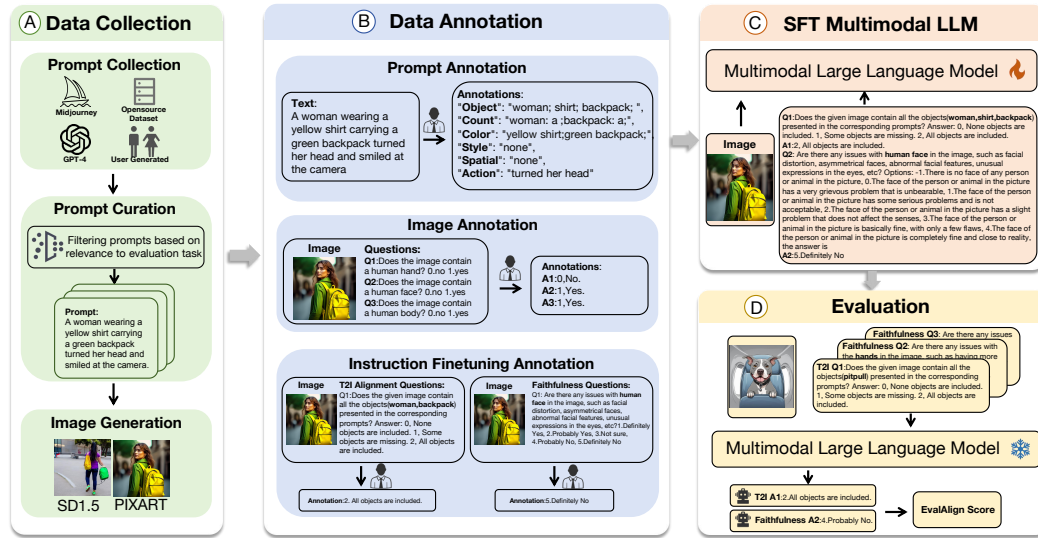 A Data Collection
Prompt Collection
Midjourney
Opensource
Dataset
GPT-4
User Generated
Prompt Curation
Filtering prompts based on
relevance to evaluation task
Prompt:
A woman wearing a
yellow shirt carrying
a green backpack
turned her head and
smiled at the camera.
Image Generation
SD1.5 PIXART
B Data Annotation
Prompt Annotation
Text:
A woman wearing a
yellow shirt carrying a
green backpack turned
her head and smiled at
the camera
Annotations:
"Object": "woman; shirt; backpack; ",
"Count": "woman: a ;backpack: a;",
"Color": "yellow shirt;green backpack;",
"Style": "none",
"Spatial": "none",
"Action": "turned her head"
Image Annotation
Image
Questions:
Q1:Does the image contain
a human hand? 0.no 1.yes
Q2:Does the image contain
a human face? 0.no 1.yes
Q3:Does the image contain
a human body? 0.no 1.yes
Annotations:
A1:0,No.
A2:1,Yes.
A3:1,Yes.
Instruction Finetuning Annotation
Image
T2I Alignment Questions:
Q1:Does the given image contain
all the objects(woman,backpack)
presented in the corresponding
prompts? Answer: 0, None objects
are included. 1, Some objects are
missing. 2, All objects
are included.
Annotation:2. All objects are included.
Image
Faithfulness Questions:
Q1: Are there any issues with human
face in the image, such as facial
distortion, asymmetrical faces,
abnormal facial features, unusual
expressions in the eyes, etc?1.Definitely
Yes, 2.Probably Yes, 3.Not sure,
4.Probably No, 5.Definitely No
Annotation:5.Definitely No
C SFT Multimodal LLM
Multimodal Large Language Model
Image
Q1:Does the given image contain all the objects(woman,shirt,backpack)
presented in the corresponding prompts? Answer: 0, None objects are
included. 1, Some objects are missing. 2, All objects are included.
A1:2, All objects are included.
Q2: Are there any issues with human face in the image, such as facial
distortion, asymmetrical faces, abnormal facial features, unusual
expressions in the eyes, etc? Options: -1.There is no face of any person
or animal in the picture, 0.The face of the person or animal in the picture
has a very grievous problem that is unbearable, 1.The face of the person
or animal in the picture has some serious problems and is not
acceptable, 2.The face of the person or animal in the picture has a slight
problem that does not affect the senses, 3.The face of the person or
animal in the picture is basically fine, with only a few flaws, 4.The face of
the person or animal in the picture is completely fine and close to reality,
the answer is
A2:5.Definitely No
D Evaluation
Faithfulness Q3: Are there any issues
Faithfulness Q2: Are there any issues with
the hands in the image, such as having more
T2I Q1:Does the given image contain all the
objects(pitpull) presented in the corresponding
prompts? Answer: 0, None objects are included.
1, Some objects are missing. 2, All objects are
included.
Multimodal Large Language Model
T2I A1:2.All objects are included.
Faithfulness A2:4.Probably No.
EvalAlign Score